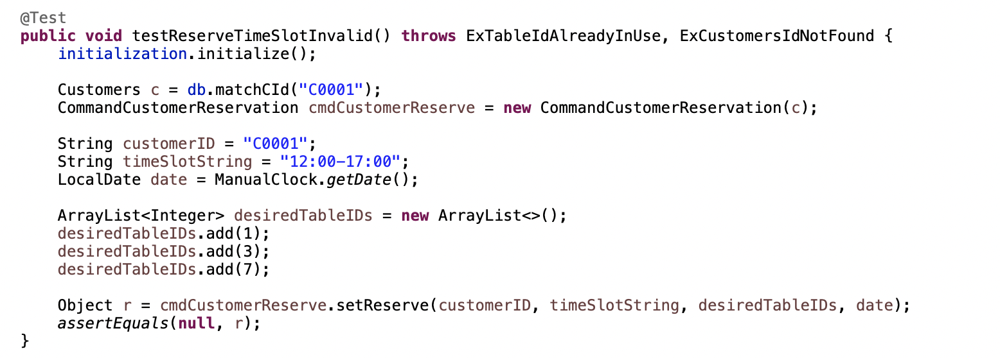 @Test
public void testReserveTimeSlotInvalid() throws ExTableIdAlreadyInUse, ExCustomersIdNotFound {
    initialization.initialize();

    Customers c = db.matchCId("C0001");
    CommandCustomerReservation cmdCustomerReserve = new CommandCustomerReservation(c);

    String customerID = "C0001";
    String timeSlotString = "12:00-17:00";
    LocalDate date = ManualClock.getDate();

    ArrayList<Integer> desiredTableIDs = new ArrayList<>();
    desiredTableIDs.add(1);
    desiredTableIDs.add(3);
    desiredTableIDs.add(7);

    Object r = cmdCustomerReserve.setReserve(customerID, timeSlotString, desiredTableIDs, date);
    assertEquals(null, r);
}